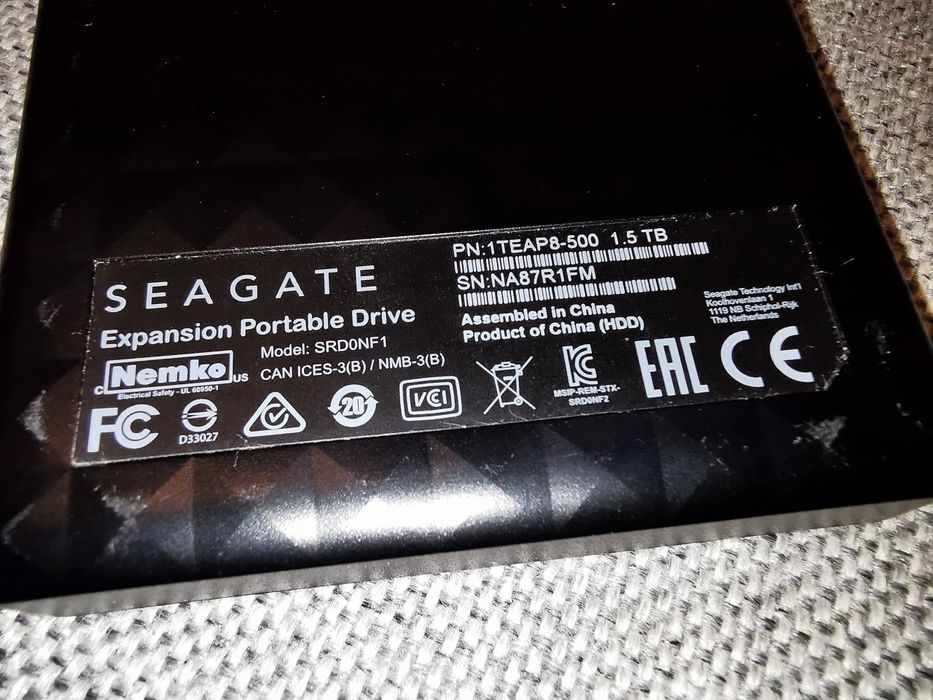 SEAGATE
Expansion Portable Drive
Model: SRD0NF1
CAN ICES-3(B) / NMB-3(B)
c Nemko us
Electrical Safety - UL 60950-1
FC
D33027
20
VCI
PN:1TEAP8-500 1.5 TB
SN:NA87R1FM
Assembled in China
Product of China (HDD)
MSIP-REM-STX-
SRD0NF2
EAC
CE
Seagate Technology Int'l
Koolhovenlaan 1
1119 NB Schiphol-Rijk
The Netherlands